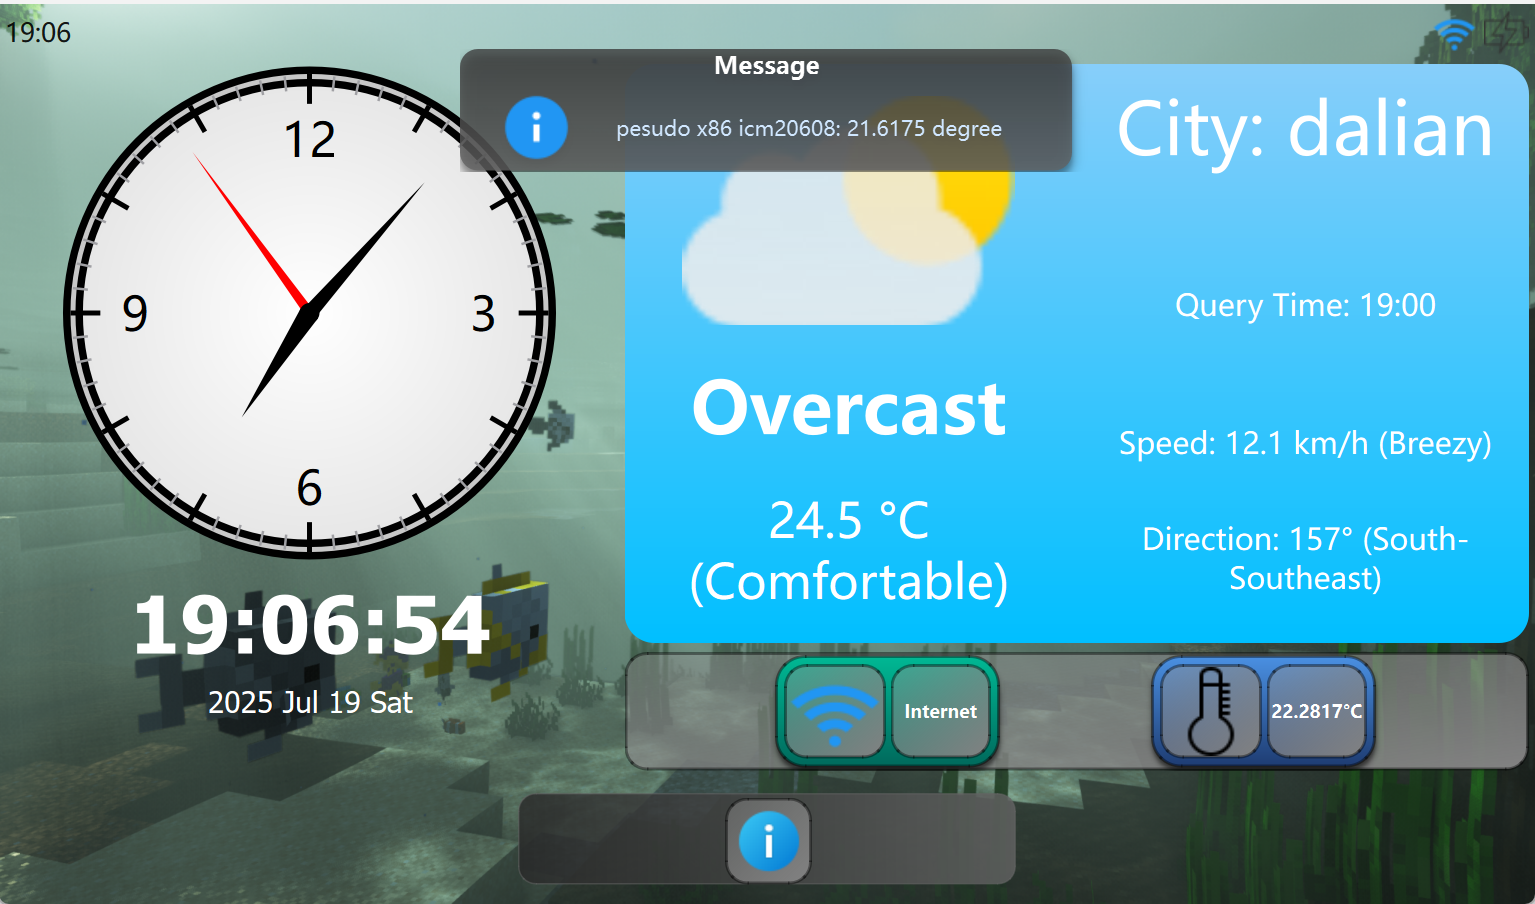 19:06
Message
pesudo x86 icm20608: 21.6175 degree
12
9
3
6
19:06:54
2025 Jul 19 Sat
Overcast
24.5 °C
(Comfortable)
City: dalian
Query Time: 19:00
Speed: 12.1 km/h (Breezy)
Direction: 157° (South-
Southeast)
Internet
22.2817°C